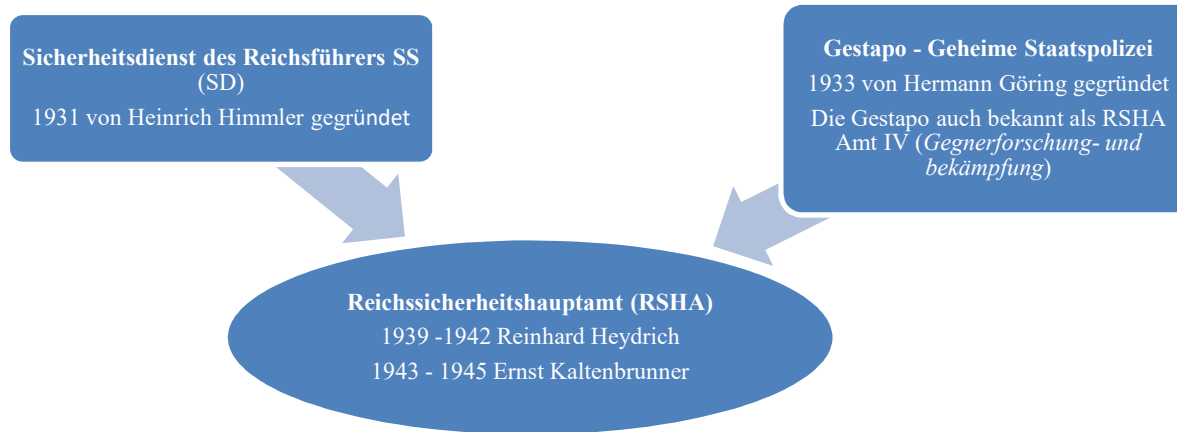 Sicherheitsdienst des Reichsführers SS
(SD)
1931 von Heinrich Himmler gegründet
Gestapo - Geheime Staatspolizei
1933 von Hermann Göring gegründet
Die Gestapo auch bekannt als RSHA
Amt IV (Gegnerforschung- und
bekämpfung)
Reichssicherheitshauptamt (RSHA)
1939 -1942 Reinhard Heydrich
1943 - 1945 Ernst Kaltenbrunner